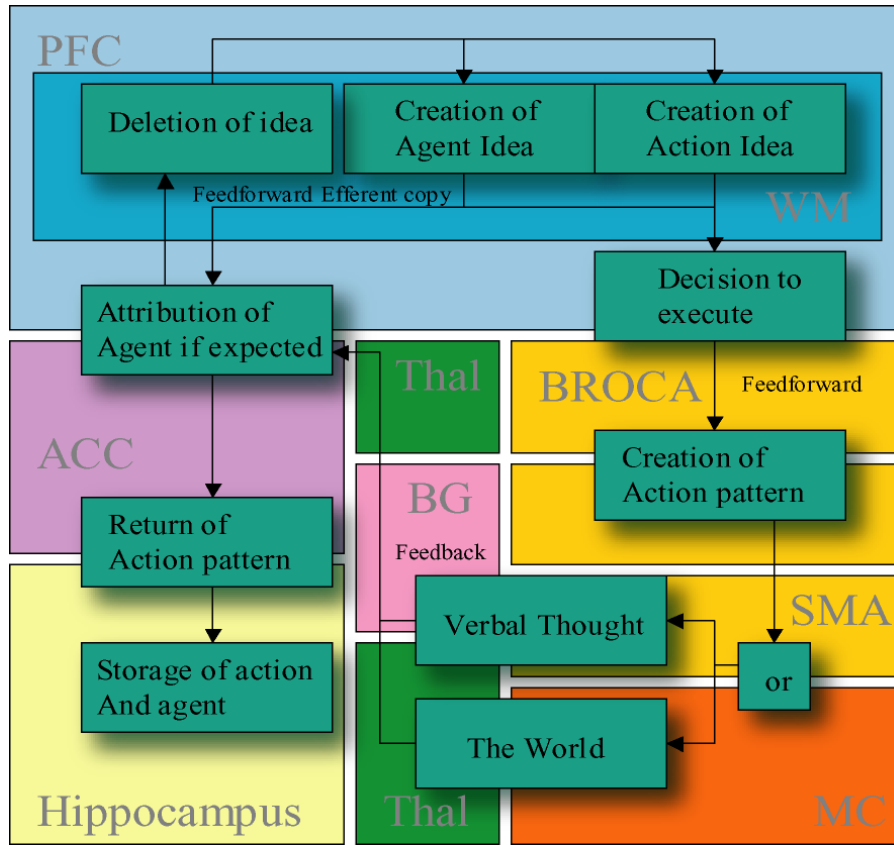 PFC
Deletion of idea
Creation of
Agent Idea
Creation of
Action Idea
Feedforward Efferent copy
WM
Attribution of
Agent if expected
Decision to
execute
Thal
BROCA
Feedforward
ACC
BG
Creation of
Action pattern
Return of
Action pattern
Feedback
Verbal Thought
SMA
Storage of action
And agent
or
The World
Hippocampus
Thal
MC